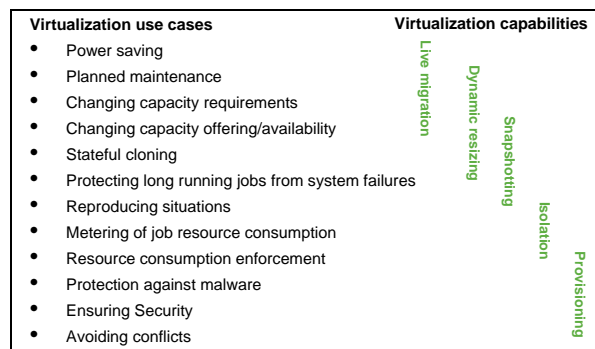 Virtualization use cases
Virtualization capabilities
• Power saving
• Planned maintenance
• Changing capacity requirements
• Changing capacity offering/availability
• Stateful cloning
• Protecting long running jobs from system failures
• Reproducing situations
• Metering of job resource consumption
• Resource consumption enforcement
• Protection against malware
• Ensuring Security
• Avoiding conflicts
Live migration
Dynamic resizing
Snapshotting
Isolation
Provisioning